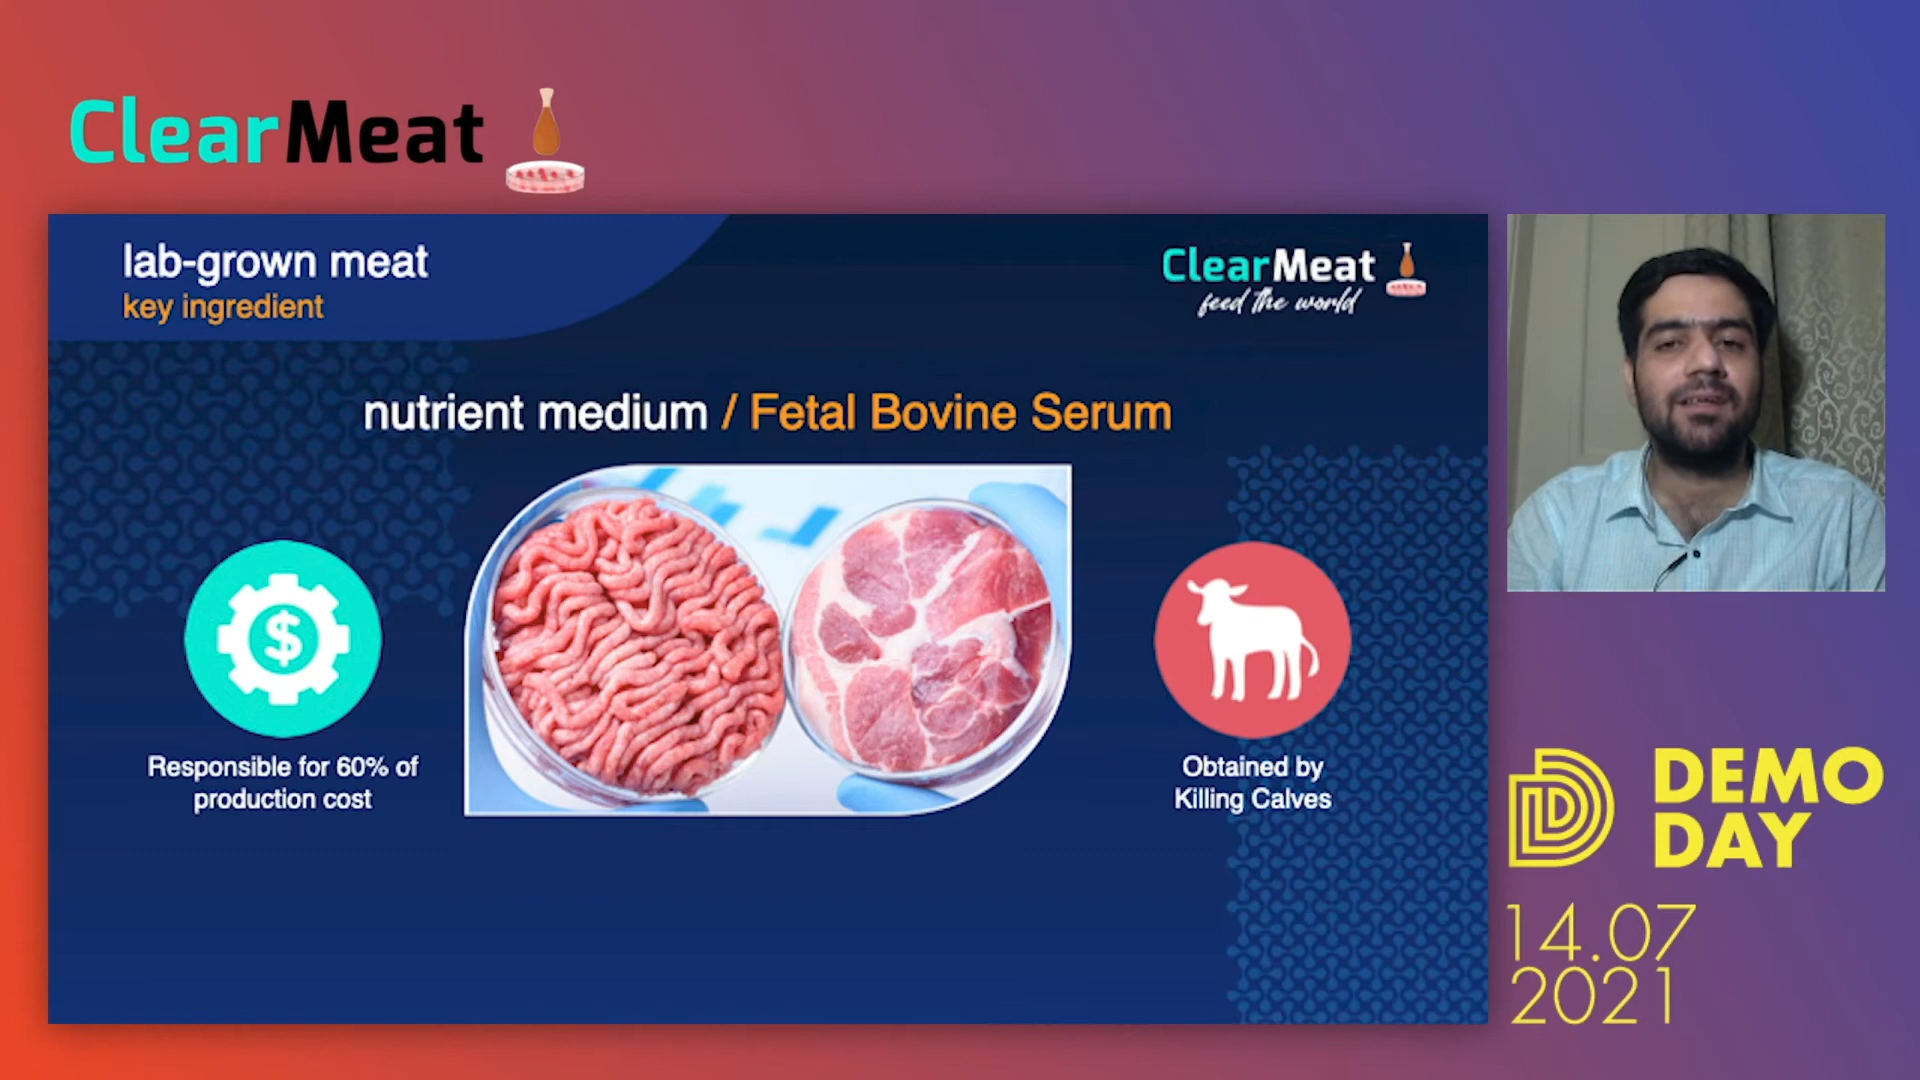 ClearMeat
lab-grown meat
key ingredient
ClearMeat
feed the world
nutrient medium / Fetal Bovine Serum
$
Responsible for 60% of
production cost
Obtained by
Killing Calves
DEMO
DAY
14.07
2021